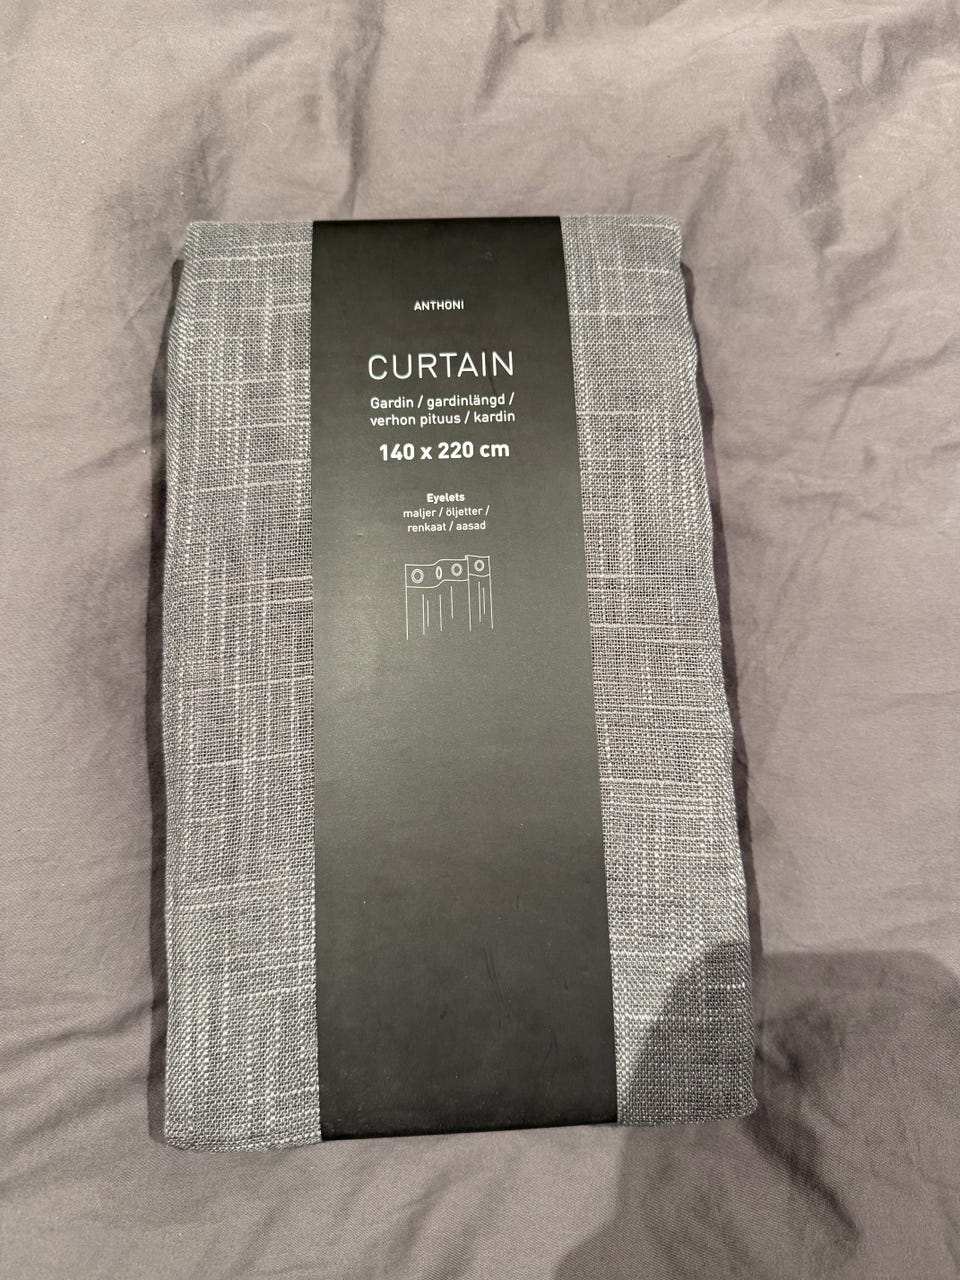 ANTHONI
CURTAIN
Gardin / gardinlängd /
verhon pituus / kardin
140 x 220 cm
Eyelets
maljer / öljetter /
renkaat / aasad